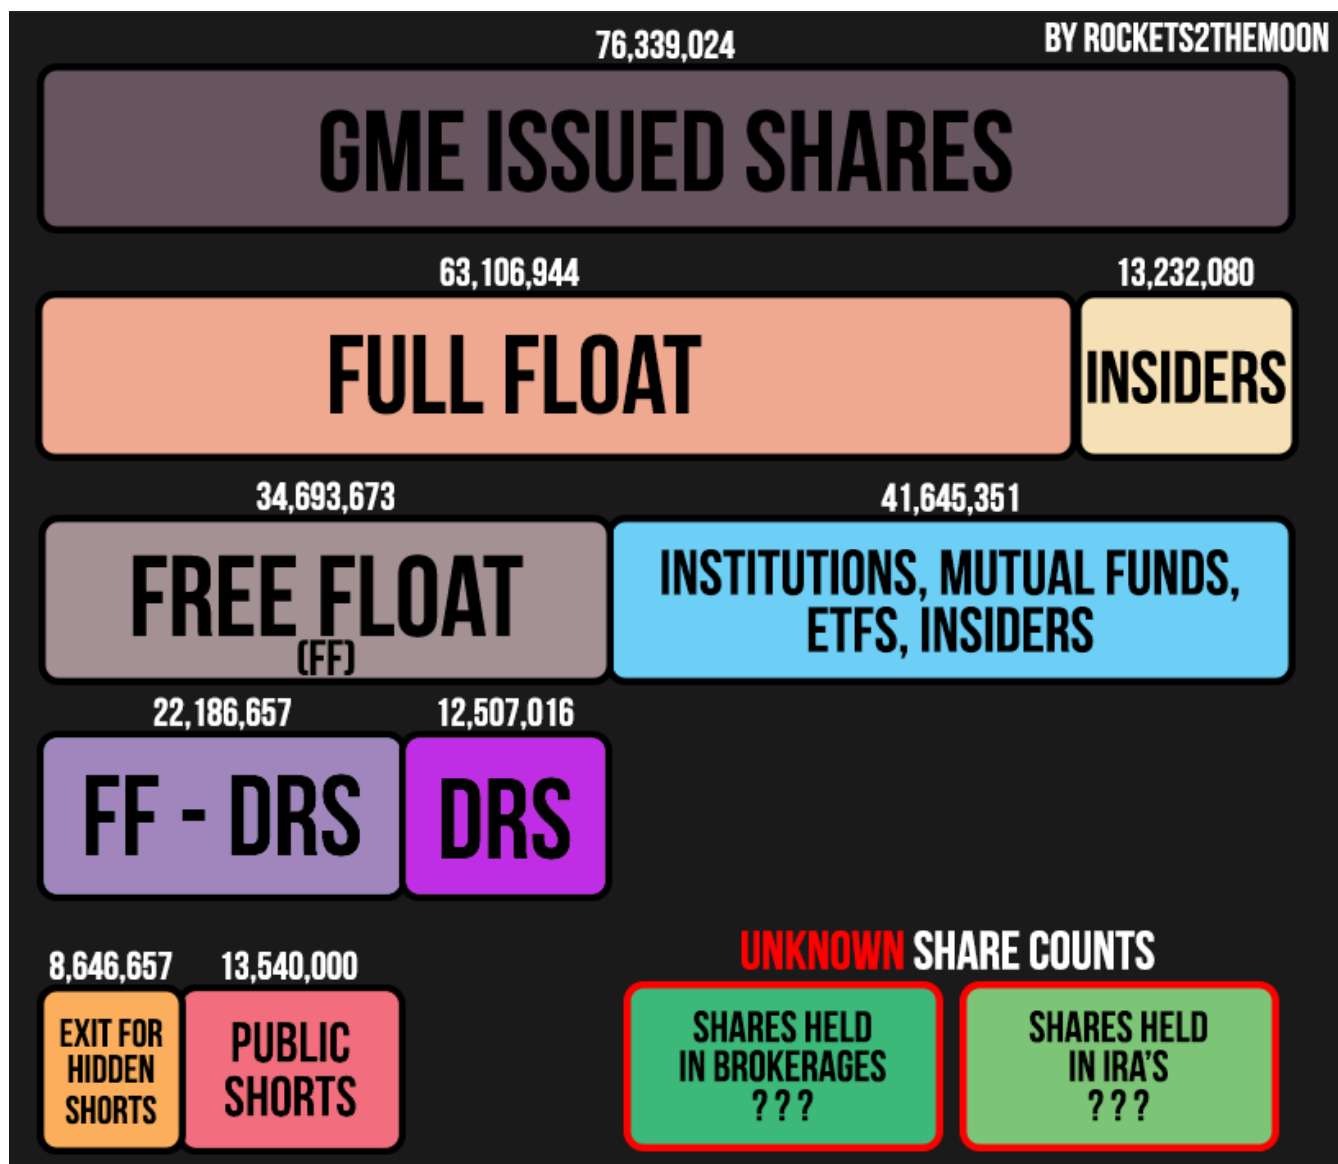 76,339,024
BY ROCKETS2THEMOON
GME ISSUED SHARES
63,106,944
13,232,080
FULL FLOAT
INSIDERS
34,693,673
41,645,351
FREE FLOAT
(FF)
INSTITUTIONS, MUTUAL FUNDS,
ETFS, INSIDERS
22,186,657
12,507,016
FF - DRS
DRS
8,646,657
13,540,000
EXIT FOR
HIDDEN
SHORTS
PUBLIC
SHORTS
UNKNOWN SHARE COUNTS
SHARES HELD
IN BROKERAGES
???
SHARES HELD
IN IRA'S
???